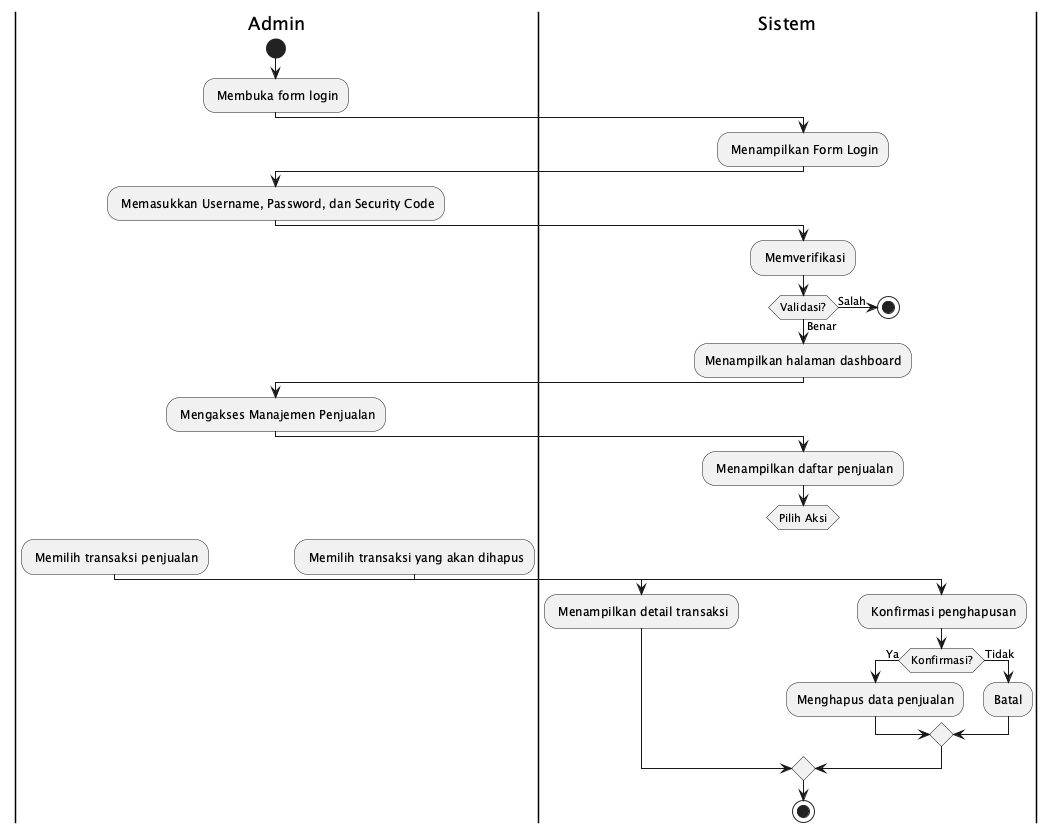 Admin
Sistem
Membuka form login
Menampilkan Form Login
Memasukkan Username, Password, dan Security Code
Memverifikasi
Validasi?
Salah
Benar
Menampilkan halaman dashboard
Mengakses Manajemen Penjualan
Menampilkan daftar penjualan
Pilih Aksi
Memilih transaksi penjualan
Memilih transaksi yang akan dihapus
Menampilkan detail transaksi
Konfirmasi penghapusan
Ya
Konfirmasi?
Tidak
Menghapus data penjualan
Batal